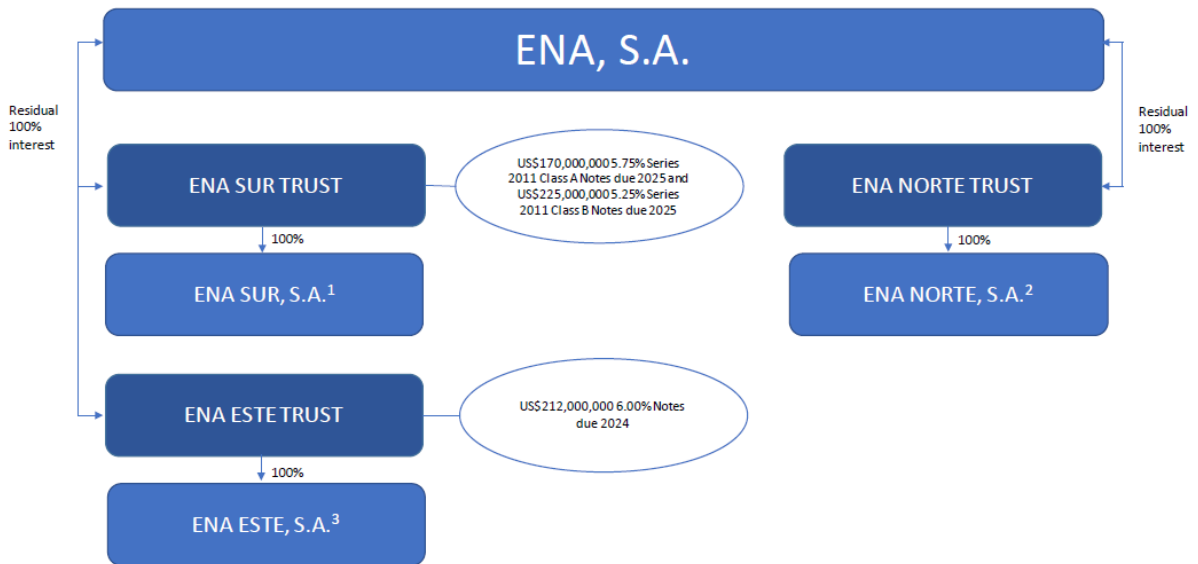 ENA, S.A.
Residual
100%
interest
Residual
100%
interest
ENA SUR TRUST
US$170,000,000 5.75% Series
2011 Class A Notes due 2025 and
US$225,000,000 5.25% Series
2011 Class B Notes due 2025
ENA NORTE TRUST
100%
100%
ENA SUR, S.A.¹
ENA NORTE, S.A.²
ENA ESTE TRUST
US$212,000,000 6.00% Notes
due 2024
100%
ENA ESTE, S.A.³